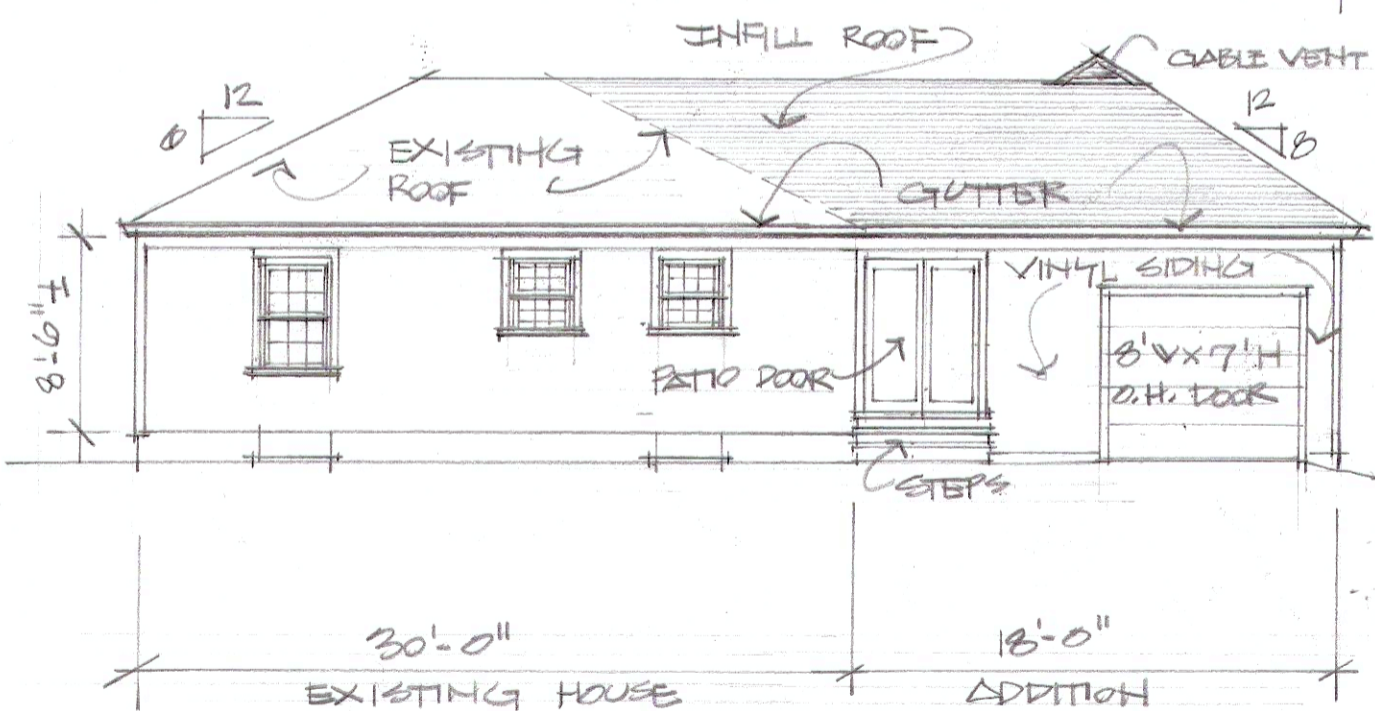 INFILL ROOF
GABLE VENT
12
6
12
8
EXISTING
ROOF
GUTTER
VINYL SIDING
8'-6" ±
PATIO DOOR
8'W X 7'H
O.H. DOOR
STEPS
30'-0"
18'-0"
EXISTING HOUSE
ADDITION